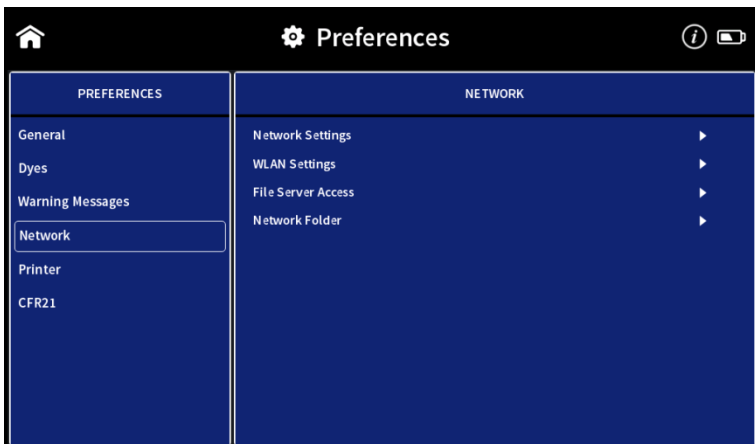 Preferences
PREFERENCES
General
Dyes
Warning Messages
Network
Printer
CFR21
NETWORK
Network Settings
WLAN Settings
File Server Access
Network Folder